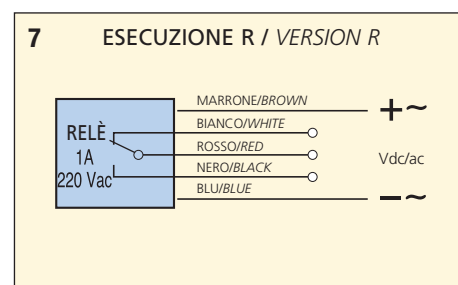 7 ESECUZIONE R / VERSION R
MARRONE/BROWN
+~
BIANCO/WHITE
RELÈ
ROSSO/RED
1A
Vdc/ac
NERO/BLACK
220 Vac
BLU/BLUE
−~